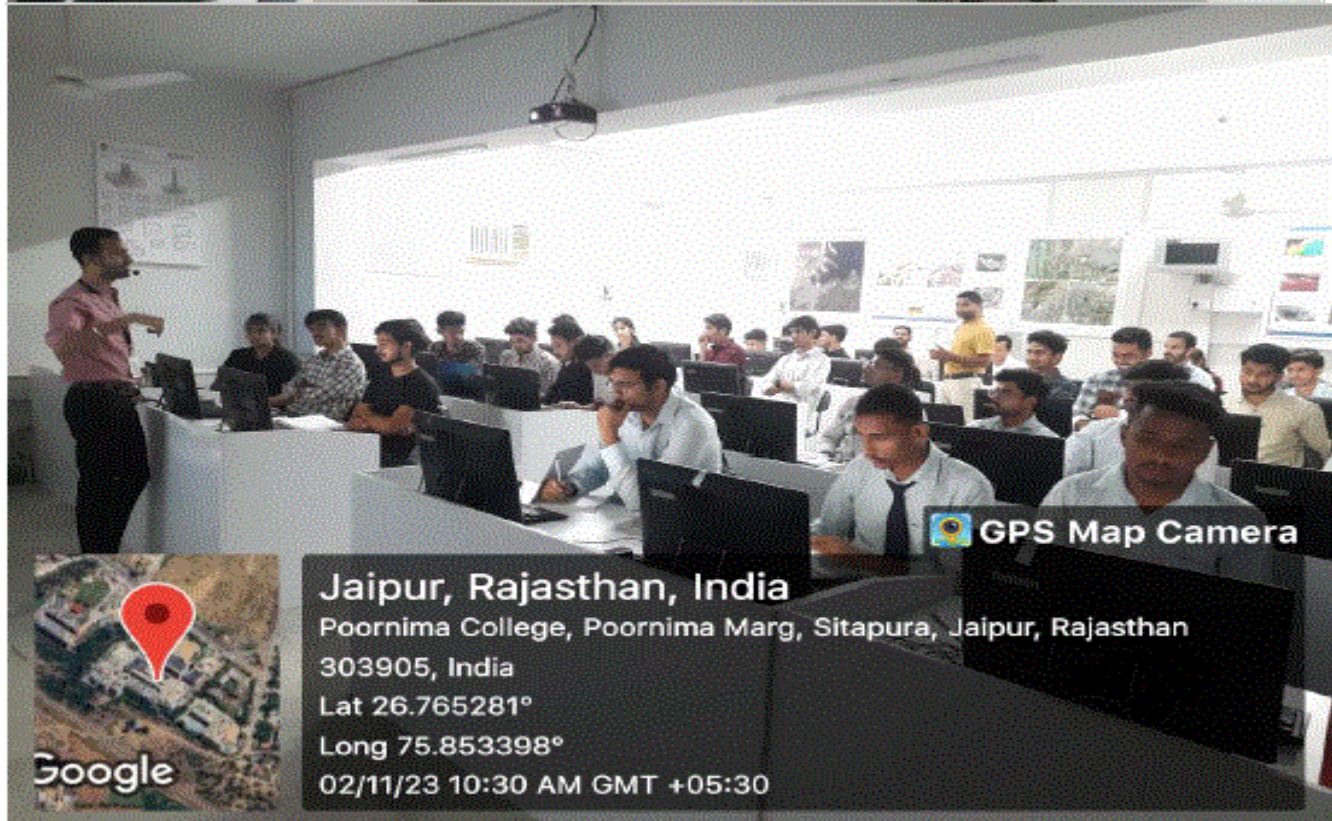 GPS Map Camera
Jaipur, Rajasthan, India
Poornima College, Poornima Marg, Sitapura, Jaipur, Rajasthan
303905, India
Lat 26.765281°
Long 75.853398°
02/11/23 10:30 AM GMT +05:30
Google